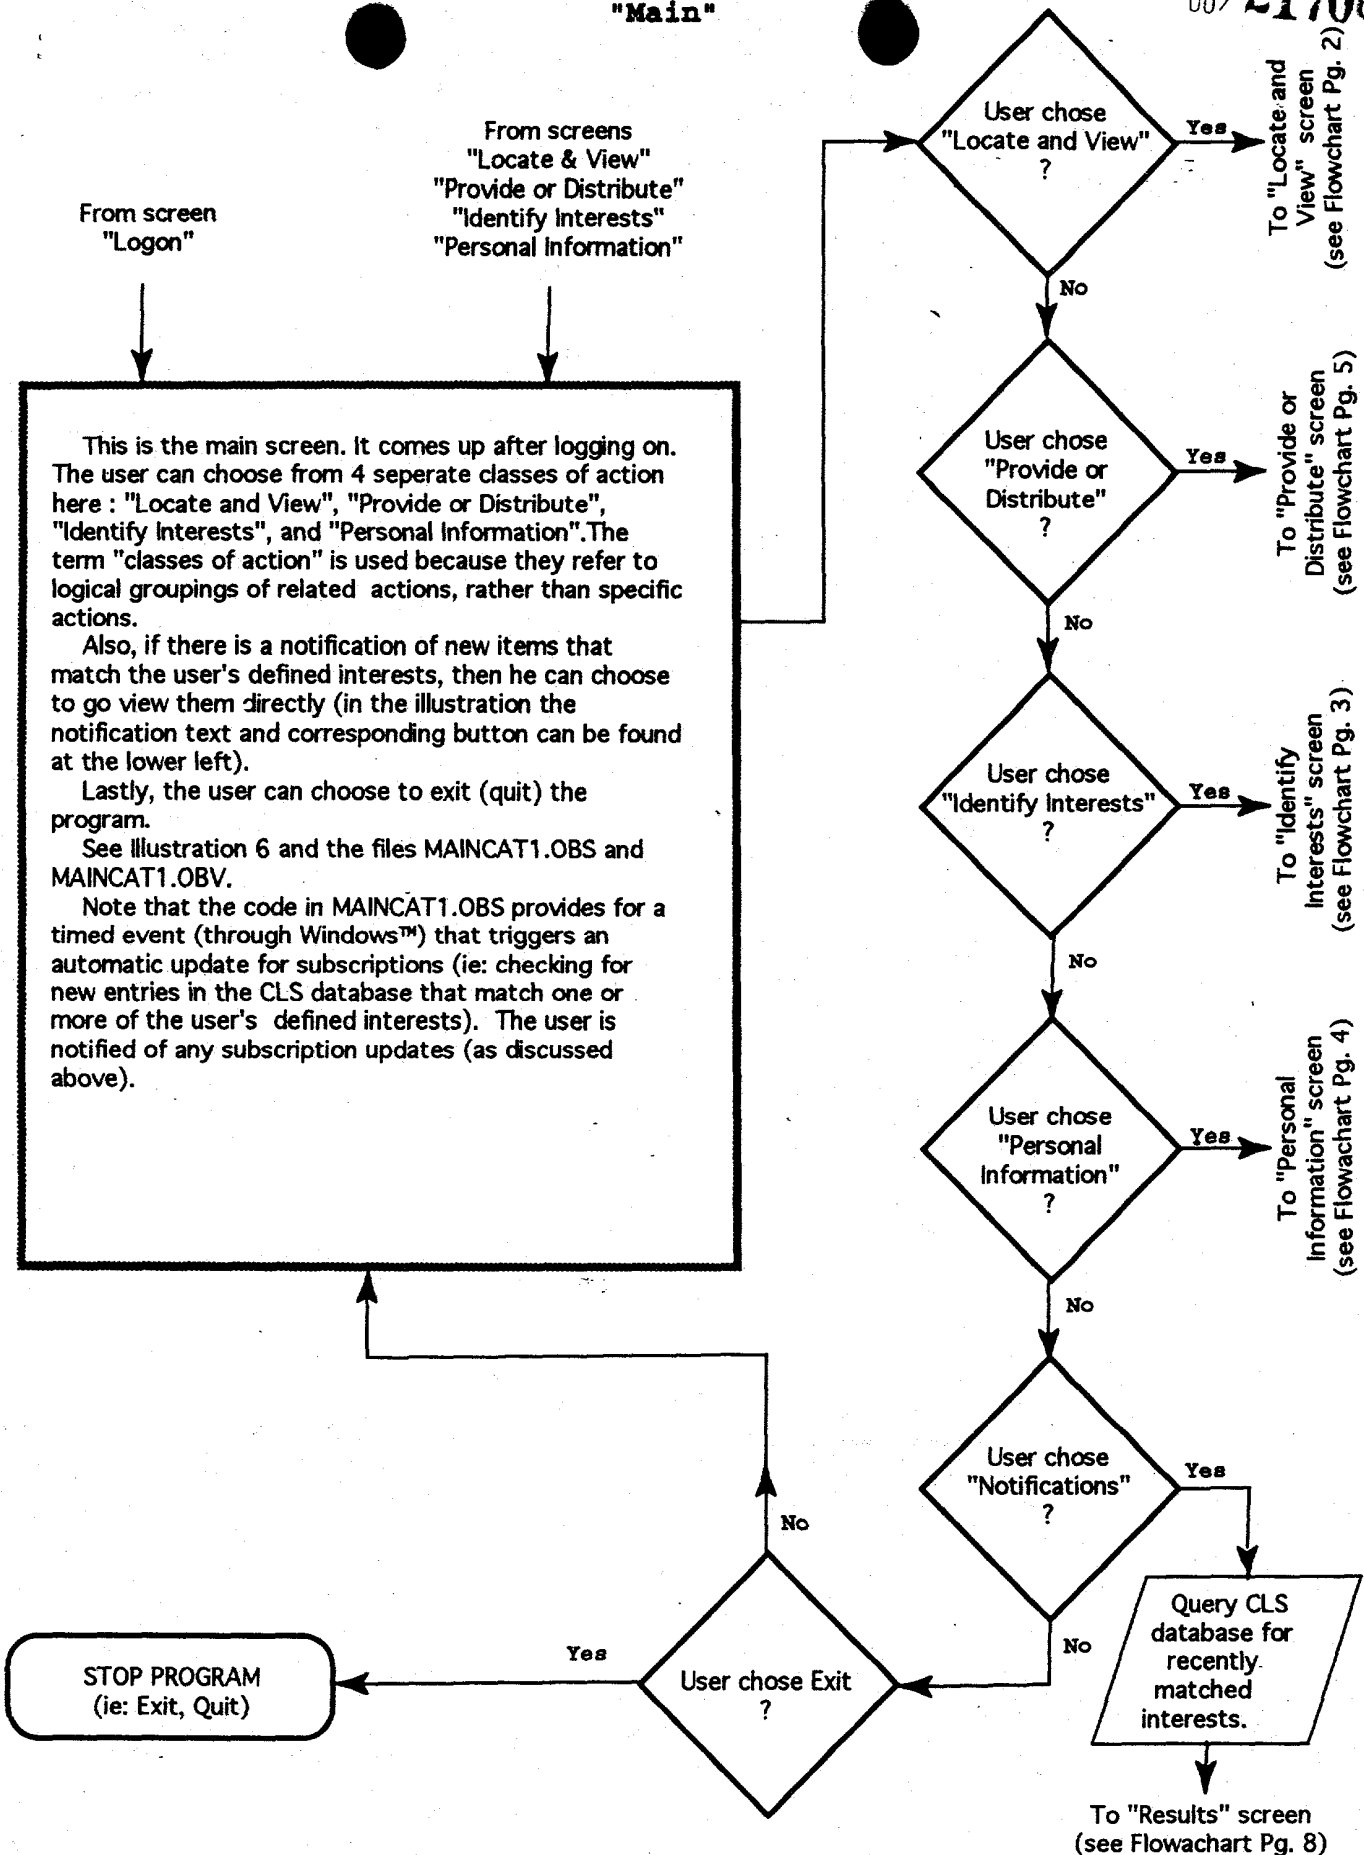 "Main"
From screen
"Logon"
From screens
"Locate & View"
"Provide or Distribute"
"Identify Interests"
"Personal Information"
This is the main screen. It comes up after logging on.
The user can choose from 4 seperate classes of action
here : "Locate and View", "Provide or Distribute",
"Identify Interests", and "Personal Information".The
term "classes of action" is used because they refer to
logical groupings of related actions, rather than specific
actions.
Also, if there is a notification of new items that
match the user's defined interests, then he can choose
to go view them directly (in the illustration the
notification text and corresponding button can be found
at the lower left).
Lastly, the user can choose to exit (quit) the
program.
See Illustration 6 and the files MAINCAT1.OBS and
MAINCAT1.OBV.
Note that the code in MAINCAT1.OBS provides for a
timed event (through Windows™) that triggers an
automatic update for subscriptions (ie: checking for
new entries in the CLS database that match one or
more of the user's defined interests). The user is
notified of any subscription updates (as discussed
above).
User chose
"Locate and View"
?
Yes
To "Locate and
View" screen
(see Flowchart Pg. 2)
No
User chose
"Provide or
Distribute"
?
Yes
To "Provide or
Distribute" screen
(see Flowchart Pg. 5)
No
User chose
"Identify Interests"
?
Yes
To "Identify
Interests" screen
(see Flowchart Pg. 3)
No
User chose
"Personal
Information"
?
Yes
To "Personal
Information" screen
(see Flowachart Pg. 4)
No
User chose
"Notifications"
?
Yes
Query CLS
database for
recently
matched
interests.
To "Results" screen
(see Flowachart Pg. 8)
No
User chose Exit
?
No
Yes
STOP PROGRAM
(ie: Exit, Quit)